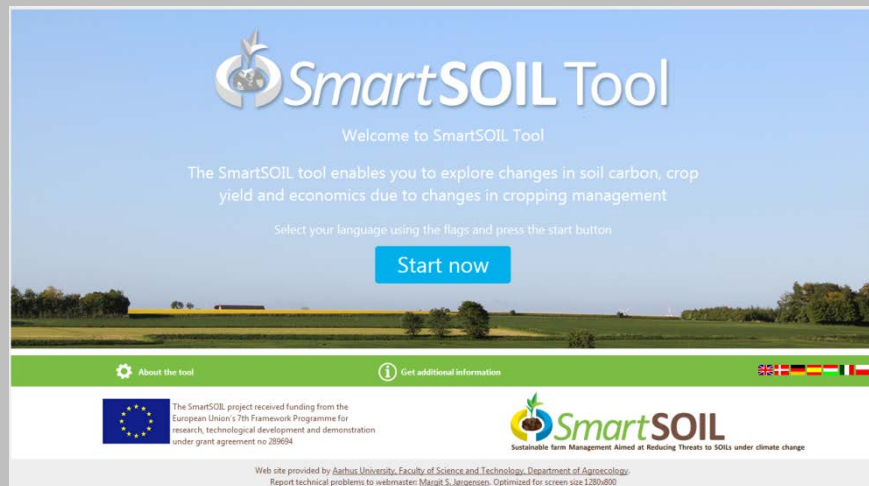 SmartSOIL Tool
Welcome to SmartSOIL Tool
The SmartSOIL tool enables you to explore changes in soil carbon, crop
yield and economics due to changes in cropping management
Select your language using the flags and press the start button
Start now
About the tool
Get additional information
The SmartSOIL project received funding from the
European Union's 7th Framework Programme for
research, technological development and demonstration
under grant agreement no 289694
SmartSOIL
Sustainable farm Management Aimed at Reducing Threats to SOILs under climate change
Web site provided by Aarhus University, Faculty of Science and Technology, Department of Agroecology.
Report technical problems to webmaster: Margit S. Jørgensen. Optimized for screen size 1280x800